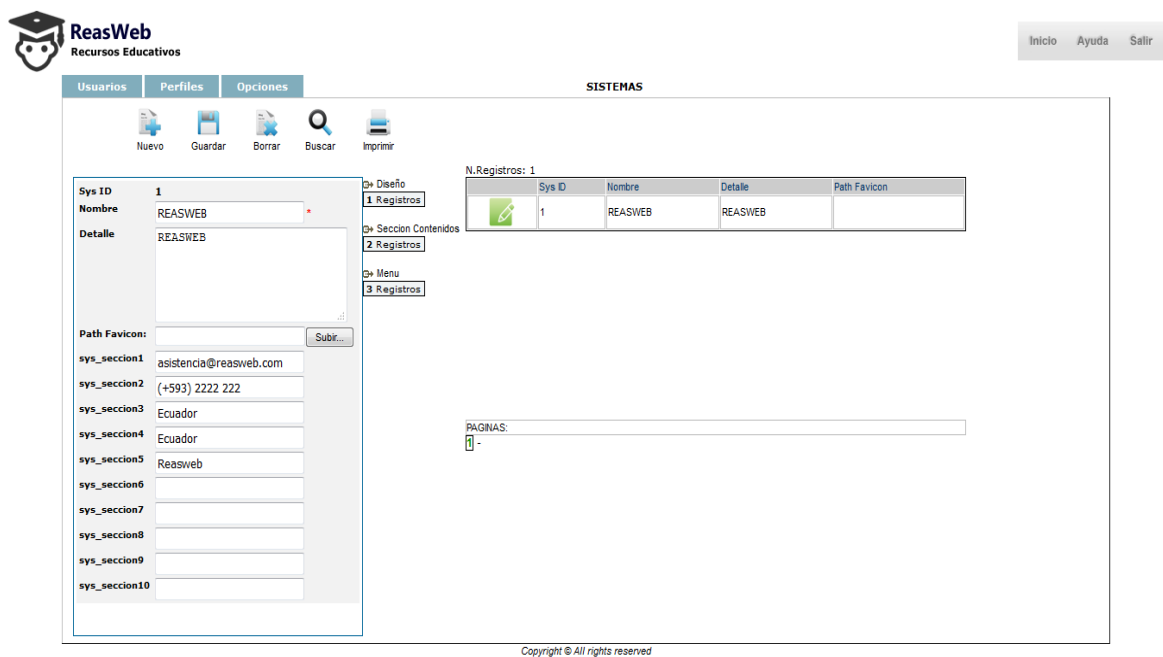 ReasWeb
Recursos Educativos
Inicio Ayuda Salir
Usuarios Perfiles Opciones
SISTEMAS
Nuevo Guardar Borrar Buscar Imprimir
Sys ID 1
Nombre REASWEB *
Detalle REASWEB
Path Favicon: Subir...
sys_seccion1 asistencia@reasweb.com
sys_seccion2 (+593) 2222 222
sys_seccion3 Ecuador
sys_seccion4 Ecuador
sys_seccion5 Reasweb
sys_seccion6
sys_seccion7
sys_seccion8
sys_seccion9
sys_seccion10
Diseño
1 Registros
Seccion Contenidos
2 Registros
Menu
3 Registros
N.Registros: 1
Sys ID Nombre Detalle Path Favicon
1 REASWEB REASWEB
PAGINAS:
1 -
Copyright © All rights reserved